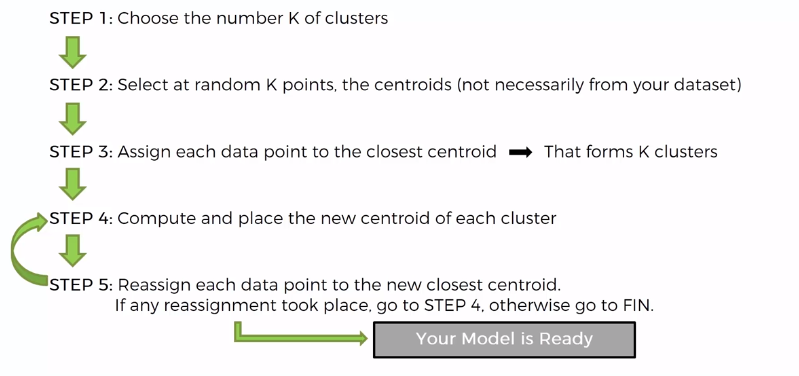 STEP 1: Choose the number K of clusters
STEP 2: Select at random K points, the centroids (not necessarily from your dataset)
STEP 3: Assign each data point to the closest centroid That forms K clusters
STEP 4: Compute and place the new centroid of each cluster
STEP 5: Reassign each data point to the new closest centroid.
If any reassignment took place, go to STEP 4, otherwise go to FIN.
Your Model is Ready